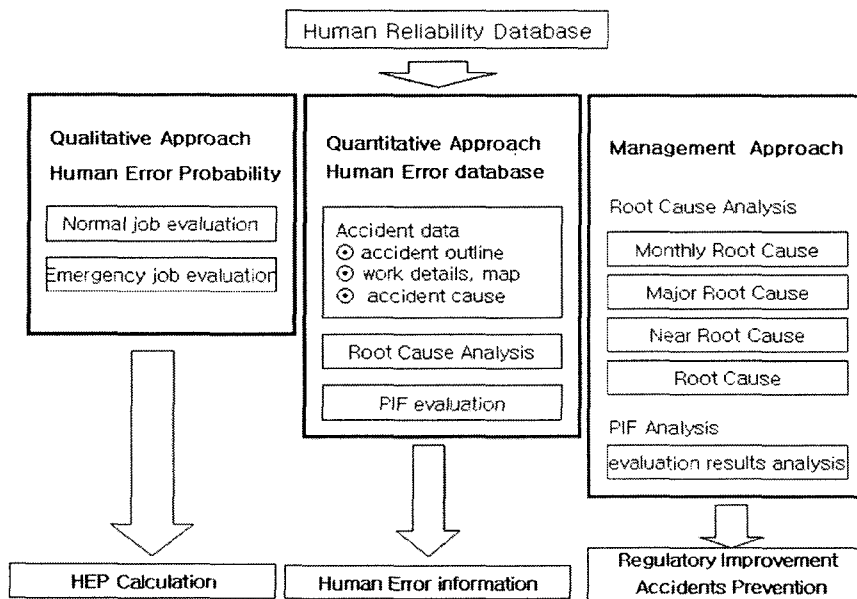 Human Reliability Database
Qualitative Approach
Human Error Probability
Normal job evaluation
Emergency job evaluation
HEP Calculation
Quantitative Approach
Human Error database
Accident data
⊙ accident outline
⊙ work details, map
⊙ accident cause
Root Cause Analysis
PIF evaluation
Human Error information
Management Approach
Root Cause Analysis
Monthly Root Cause
Major Root Cause
Near Root Cause
Root Cause
PIF Analysis
evaluation results analysis
Regulatory Improvement
Accidents Prevention